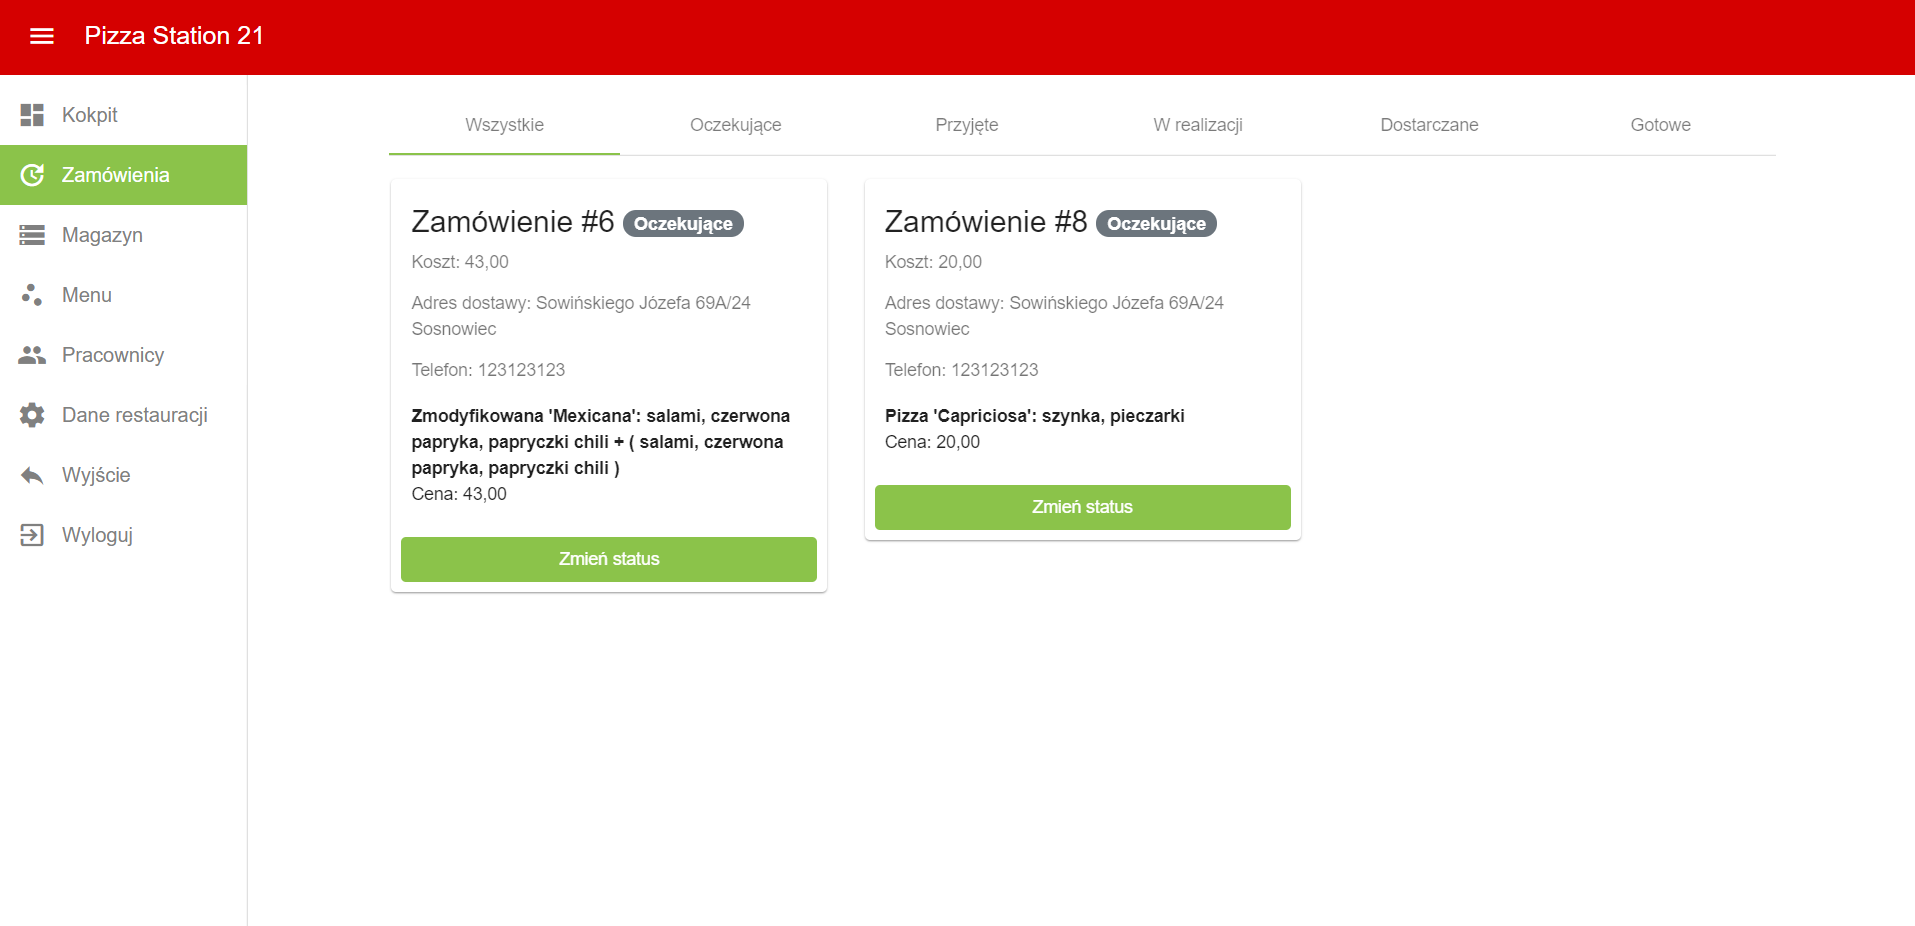 Pizza Station 21
Kokpit
Zamówienia
Magazyn
Menu
Pracownicy
Dane restauracji
Wyjście
Wyloguj
Wszystkie
Oczekujące
Przyjęte
W realizacji
Dostarczane
Gotowe
Zamówienie #6 Oczekujące
Koszt: 43,00
Adres dostawy: Sowińskiego Józefa 69A/24
Sosnowiec
Telefon: 123123123
Zmodyfikowana 'Mexicana': salami, czerwona
papryka, papryczki chili + ( salami, czerwona
papryka, papryczki chili )
Cena: 43,00
Zmień status
Zamówienie #8 Oczekujące
Koszt: 20,00
Adres dostawy: Sowińskiego Józefa 69A/24
Sosnowiec
Telefon: 123123123
Pizza 'Capriciosa': szynka, pieczarki
Cena: 20,00
Zmień status